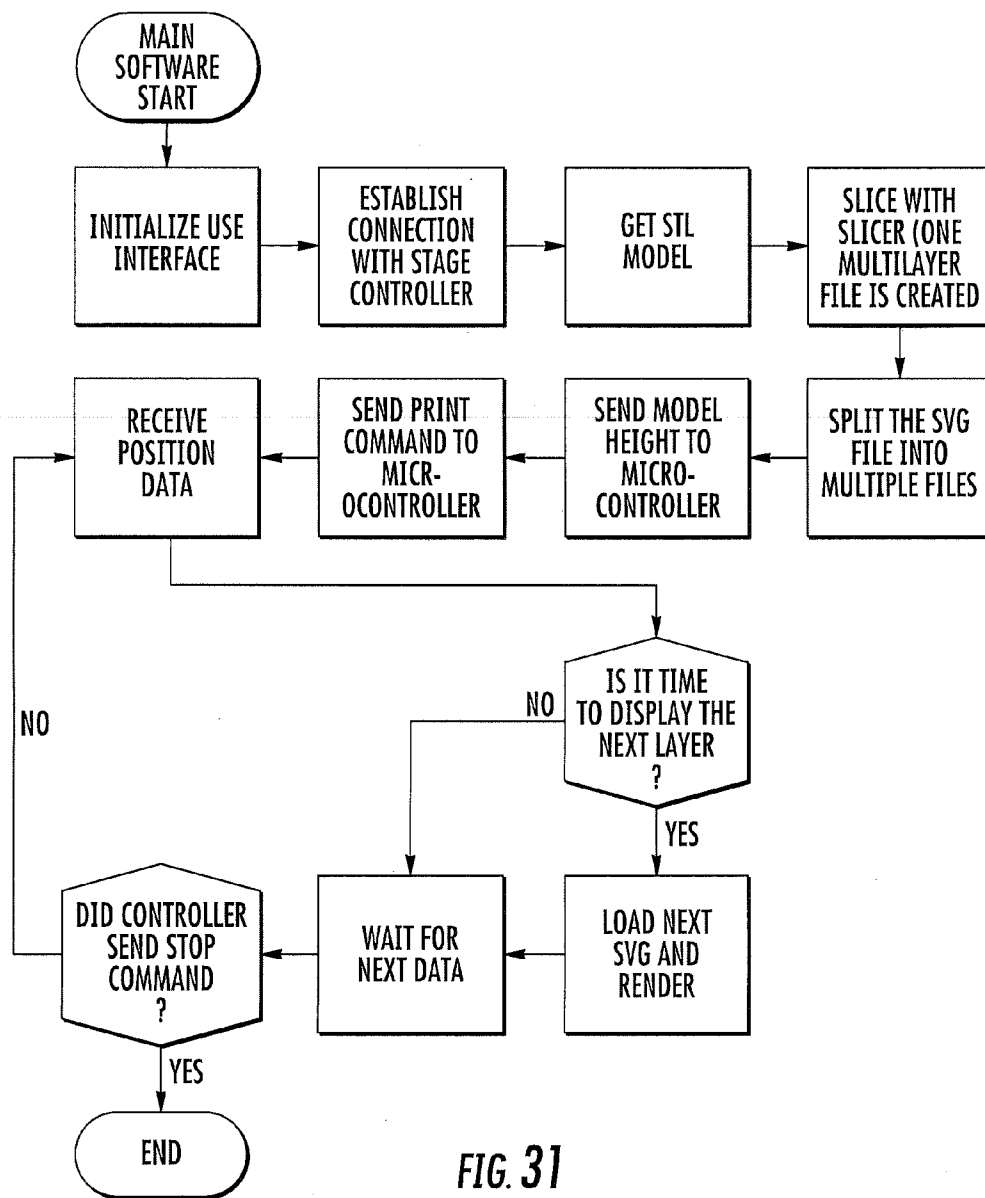 MAIN
SOFTWARE
START
INITIALIZE USE
INTERFACE
ESTABLISH
CONNECTION
WITH STAGE
CONTROLLER
GET STL
MODEL
SLICE WITH
SLICER (ONE
MULTILAYER
FILE IS CREATED
SPLIT THE SVG
FILE INTO
MULTIPLE FILES
SEND MODEL
HEIGHT TO
MICRO-
CONTROLLER
SEND PRINT
COMMAND TO
MICR-
OCONTROLLER
RECEIVE
POSITION
DATA
IS IT TIME
TO DISPLAY THE
NEXT LAYER
?
NO
YES
LOAD NEXT
SVG AND
RENDER
WAIT FOR
NEXT DATA
DID CONTROLLER
SEND STOP
COMMAND
?
NO
YES
END
FIG. 31